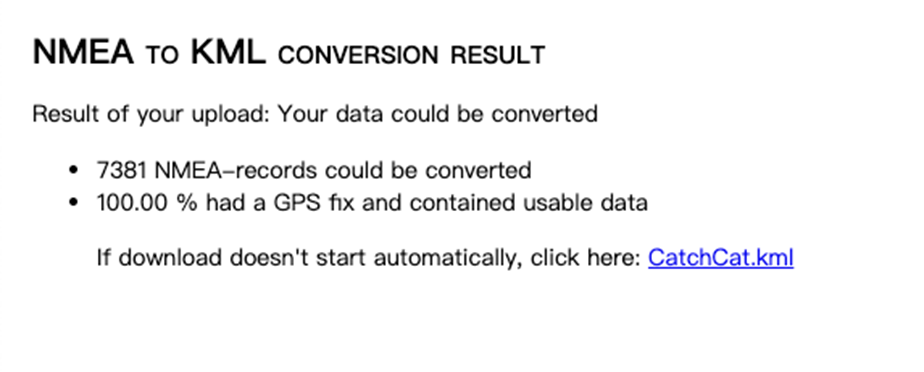 NMEA to KML conversion result
Result of your upload: Your data could be converted
• 7381 NMEA-records could be converted
• 100.00 % had a GPS fix and contained usable data
If download doesn't start automatically, click here: CatchCat.kml